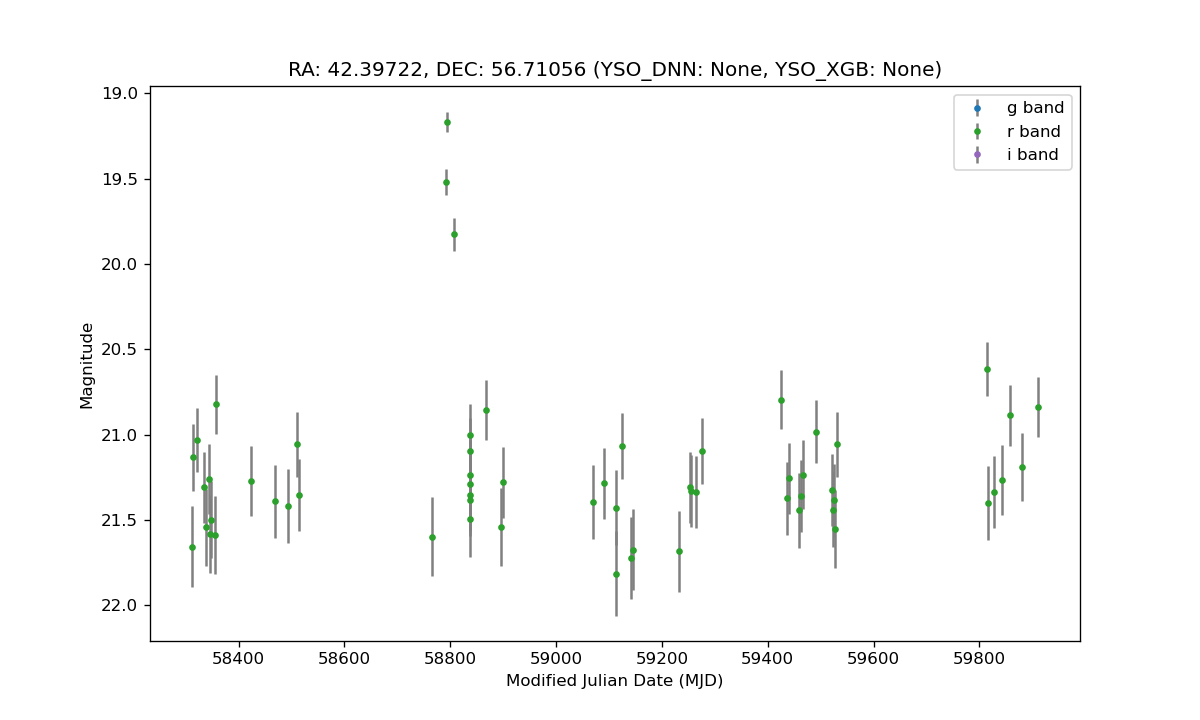 RA: 42.39722, DEC: 56.71056 (YSO_DNN: None, YSO_XGB: None)
g band
r band
i band
19.0
19.5
20.0
20.5
21.0
21.5
22.0
Magnitude
58400 58600 58800 59000 59200 59400 59600 59800
Modified Julian Date (MJD)